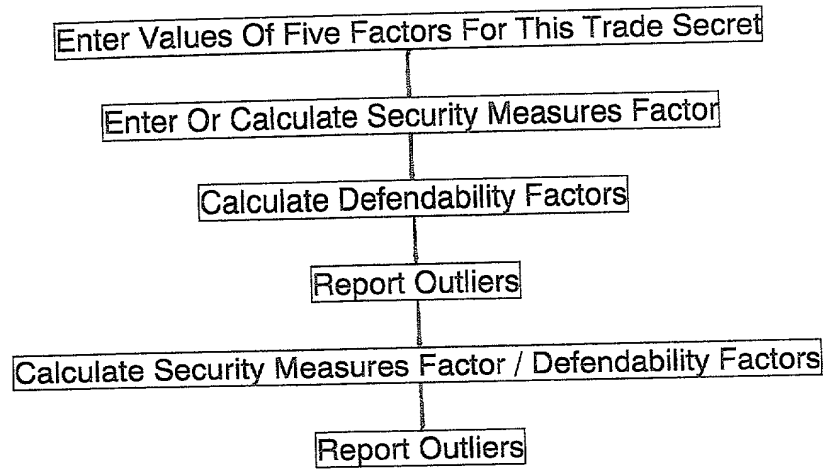 Enter Values Of Five Factors For This Trade Secret
Enter Or Calculate Security Measures Factor
Calculate Defendability Factors
Report Outliers
Calculate Security Measures Factor / Defendability Factors
Report Outliers